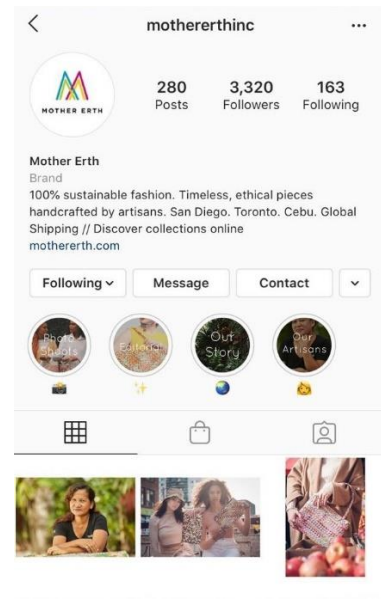 mothererthinc
MOTHER ERTH
280 3,320 163
Posts Followers Following
Mother Erth
Brand
100% sustainable fashion. Timeless, ethical pieces
handcrafted by artisans. San Diego. Toronto. Cebu. Global
Shipping // Discover collections online
mothererth.com
Following Message Contact
Photo Our Our
Shoots Editorial Story Artisans